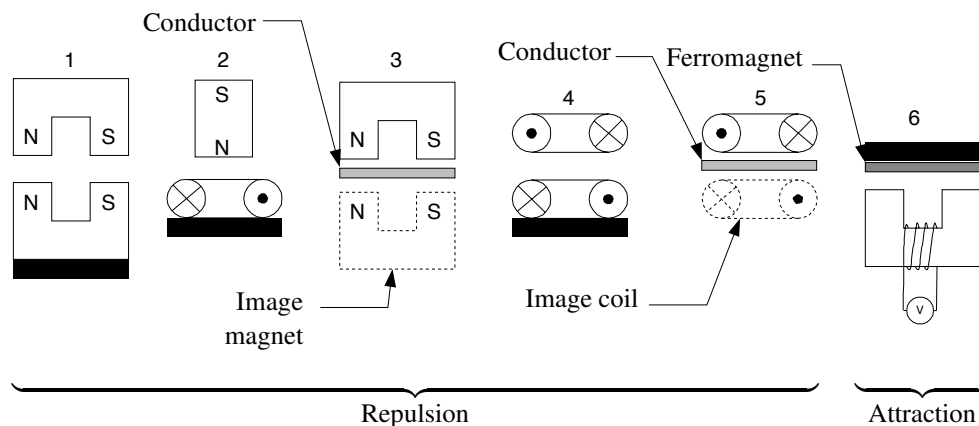 Conductor
Conductor
Ferromagnet
1
2
3
4
5
6
N S
S
N
N S
N S
N S
Image
magnet
Image coil
V
Repulsion
Attraction